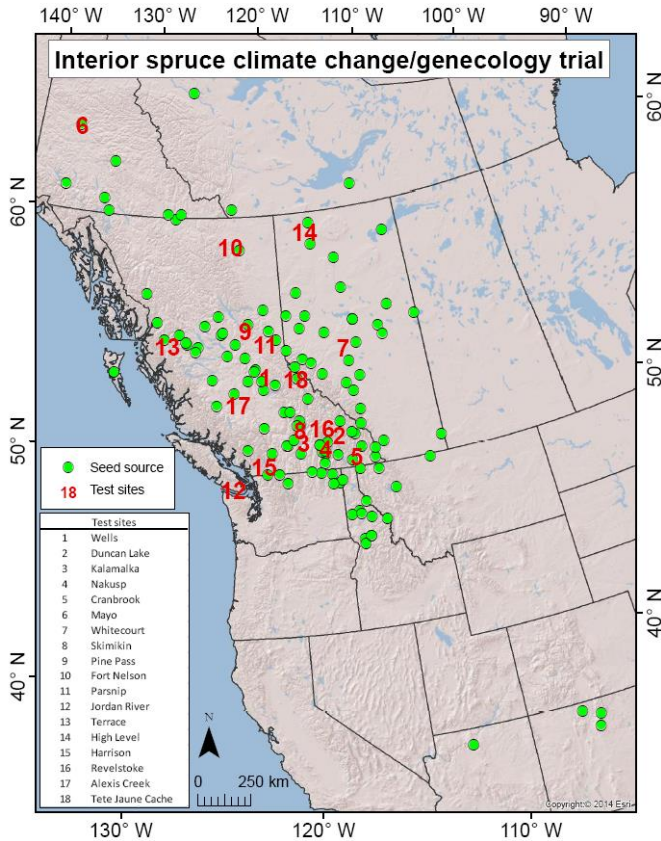 140° W 130° W 120° W 110° W 100° W 90° W
Interior spruce climate change/genecology trial
60° N
60° N
6
14
10
9
11
7
13
1
18
17
50° N
8
16
2
3
4
5
50° N
15
12
Seed source
18 Test sites
Test sites
1 Wells
2 Duncan Lake
3 Kalamalka
4 Nakusp
5 Cranbrook
6 Mayo
7 Whitecourt
8 Skimikin
9 Pine Pass
10 Fort Nelson
11 Parsnip
12 Jordan River
13 Terrace
14 High Level
15 Harrison
16 Revelstoke
17 Alexis Creek
18 Tete Jaune Cache
40° N
40° N
N
0 250 km
Copyright:© 2014 Esri
130° W 120° W 110° W